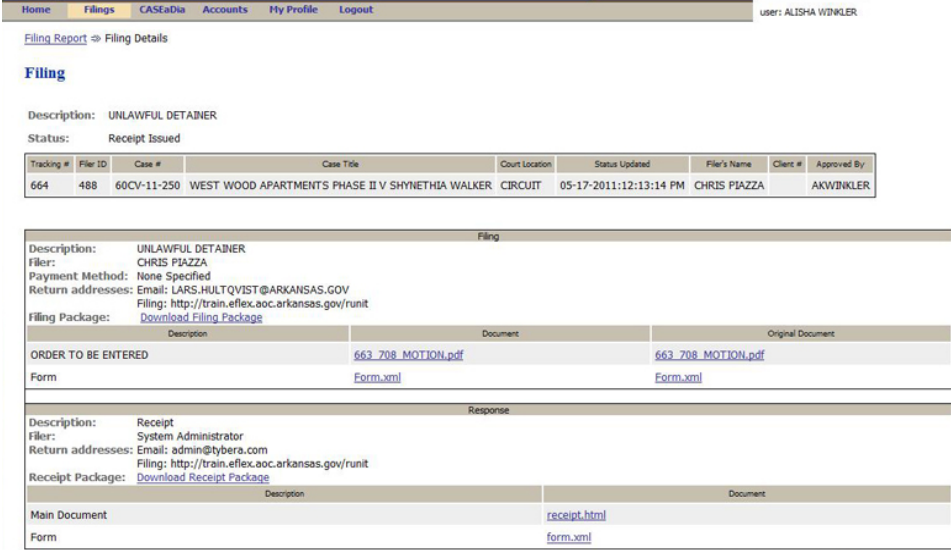 Home Filings CASEaDia Accounts My Profile Logout user: ALISHA WINKLER
Filing Report ⇒ Filing Details
Filing
Description: UNLAWFUL DETAINER
Status: Receipt Issued
Tracking # Filer ID Case # Case Title Court Location Status Updated Filer's Name Client # Approved By
664 488 60CV-11-250 WEST WOOD APARTMENTS PHASE II V SHYNETHIA WALKER CIRCUIT 05-17-2011:12:13:14 PM CHRIS PIAZZA AKWINKLER
Filing
Description: UNLAWFUL DETAINER
Filer: CHRIS PIAZZA
Payment Method: None Specified
Return addresses: Email: LARS.HULTQVIST@ARKANSAS.GOV
Filing: http://train.eflex.aoc.arkansas.gov/runit
Filing Package: Download Filing Package
Description Document Original Document
ORDER TO BE ENTERED 663_708_MOTION.pdf 663_708_MOTION.pdf
Form Form.xml Form.xml
Response
Description: Receipt
Filer: System Administrator
Return addresses: Email: admin@tybera.com
Filing: http://train.eflex.aoc.arkansas.gov/runit
Receipt Package: Download Receipt Package
Description Document
Main Document receipt.html
Form form.xml